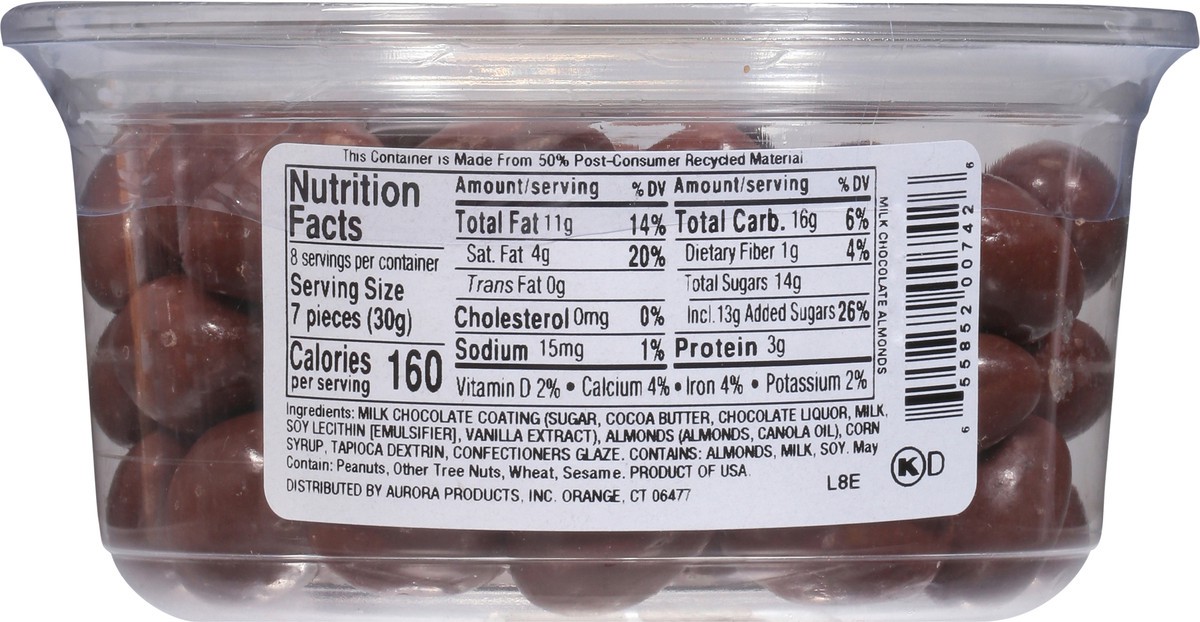 This Container is Made From 50% Post-Consumer Recycled Material
Nutrition
Facts
8 servings per container
Serving Size
7 pieces (30g)
Calories
per serving
160
Amount/serving % DV
Total Fat 11g 14%
Sat. Fat 4g 20%
Trans Fat 0g
Cholesterol 0mg 0%
Sodium 15mg 1%
Amount/serving % DV
Total Carb. 16g 6%
Dietary Fiber 1g 4%
Total Sugars 14g
Incl. 13g Added Sugars 26%
Protein 3g
Vitamin D 2% • Calcium 4% • Iron 4% • Potassium 2%
MILK CHOCOLATE ALMONDS
6 55852 00742 6
Ingredients: MILK CHOCOLATE COATING (SUGAR, COCOA BUTTER, CHOCOLATE LIQUOR, MILK,
SOY LECITHIN [EMULSIFIER], VANILLA EXTRACT), ALMONDS (ALMONDS, CANOLA OIL), CORN
SYRUP, TAPIOCA DEXTRIN, CONFECTIONERS GLAZE. CONTAINS: ALMONDS, MILK, SOY. May
Contain: Peanuts, Other Tree Nuts, Wheat, Sesame. PRODUCT OF USA.
DISTRIBUTED BY AURORA PRODUCTS, INC. ORANGE, CT 06477
L8E
K D